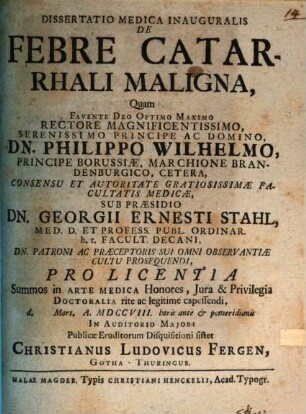 14
DISSERTATIO MEDICA INAUGURALIS
DE
FEBRE CATAR-
RHALI MALIGNA,
Quam
FAVENTE DEO OPTIMO MAXIMO
RECTORE MAGNIFICENTISSIMO,
SERENISSIMO PRINCIPE AC DOMINO,
DN. PHILIPPO WILHELMO,
PRINCIPE BORUSSIÆ, MARCHIONE BRAN-
DENBURGICO, CETERA,
CONSENSU ET AUTORITATE GRATIOSISSIMÆ FA-
CULTATIS MEDICÆ,
SUB PRÆSIDIO
DN. GEORGII ERNESTI STAHL,
MED. D. ET PROFESS. PUBL. ORDINAR.
h. t. FACULT. DECANI,
DN. PATRONI AC PRÆCEPTORIS SUI OMNI OBSERVANTIÆ
CULTU PROSEQUENDI,
PRO LICENTIA
Summos in ARTE MEDICA Honores, Jura & Privilegia
DOCTORALIA rite ac legitime capessendi,
d. Mart. A. MDCCVIII. horis ante & pomeridianis
IN AUDITORIO MAJORI
Publicæ Eruditorum Disquisitioni sistet
CHRISTIANUS LUDOVICUS FERGEN,
GOTHA - THURINGUS.
HALAE MAGDEB. Typis CHRISTIANI HENCKELII, Acad. Typogr.